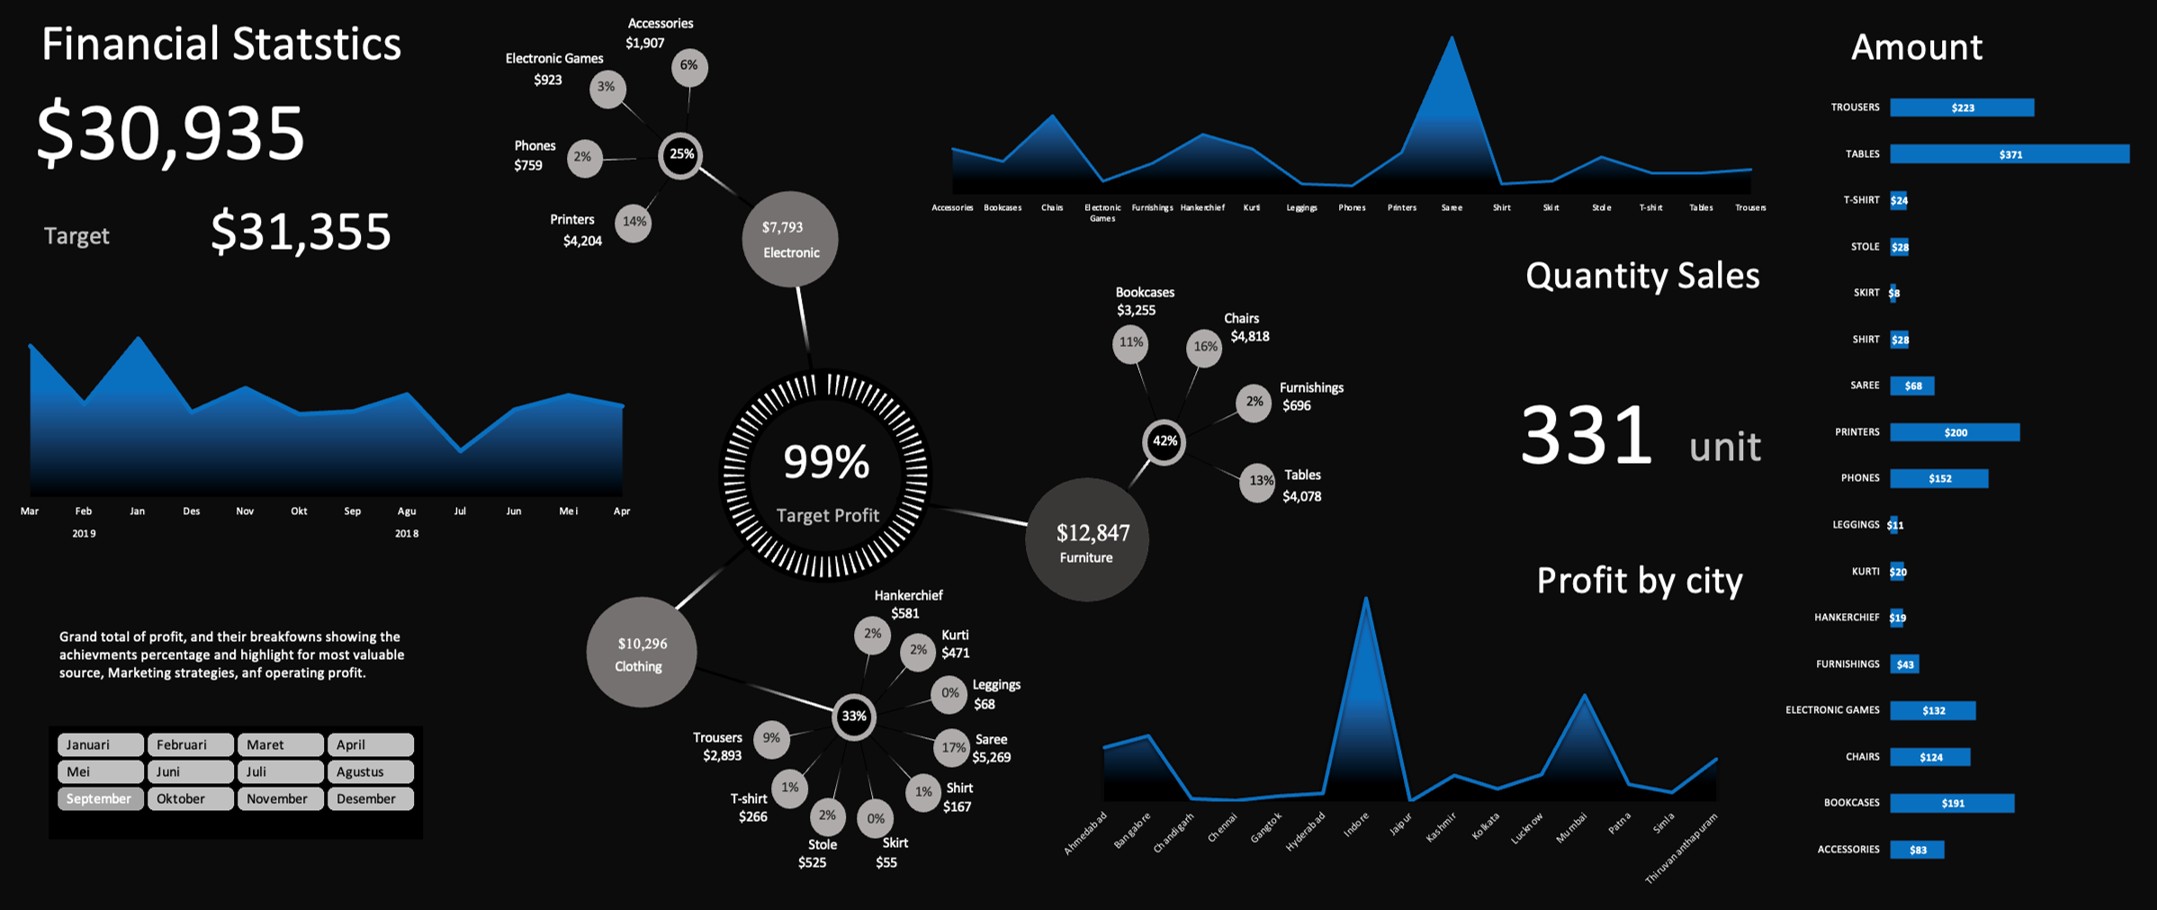 Financial Statstics
$30,935
Target $31,355
Mar Feb Jan Des Nov Okt Sep Agu Jul Jun Mei Apr
2019 2018
Grand total of profit, and their breakfowns showing the
achievments percentage and highlight for most valuable
source, Marketing strategies, anf operating profit.
Januari Februari Maret April
Mei Juni Juli Agustus
September Oktober November Desember
Accessories
$1,907
6%
Electronic Games
$923
3%
Phones
$759
2%
Printers
$4,204
14%
25%
$7,793
Electronic
99%
Target Profit
Bookcases
$3,255
11%
Chairs
$4,818
16%
Furnishings
$696
2%
Tables
$4,078
13%
42%
$12,847
Furniture
$10,296
Clothing
33%
Hankerchief
$581
2%
Kurti
$471
2%
Leggings
$68
0%
Saree
$5,269
17%
Shirt
$167
1%
Skirt
$55
0%
Stole
$525
2%
T-shirt
$266
1%
Trousers
$2,893
9%
Accessories Bookcases Chairs Electronic Games Furnishings Hankerchief Kurti Leggings Phones Printers Saree Shirt Skirt Stole T-shirt Tables Trousers
Quantity Sales
331 unit
Profit by city
Ahmedabad
Bangalore
Chandigarh
Chennai
Gangtok
Hyderabad
Indore
Jaipur
Kashmir
Kolkata
Lucknow
Mumbai
Patna
Simla
Thiruvananthapuram
Amount
TROUSERS $223
TABLES $371
T-SHIRT $24
STOLE $28
SKIRT $8
SHIRT $28
SAREE $68
PRINTERS $200
PHONES $152
LEGGINGS $11
KURTI $20
HANKERCHIEF $19
FURNISHINGS $43
ELECTRONIC GAMES $132
CHAIRS $124
BOOKCASES $191
ACCESSORIES $83